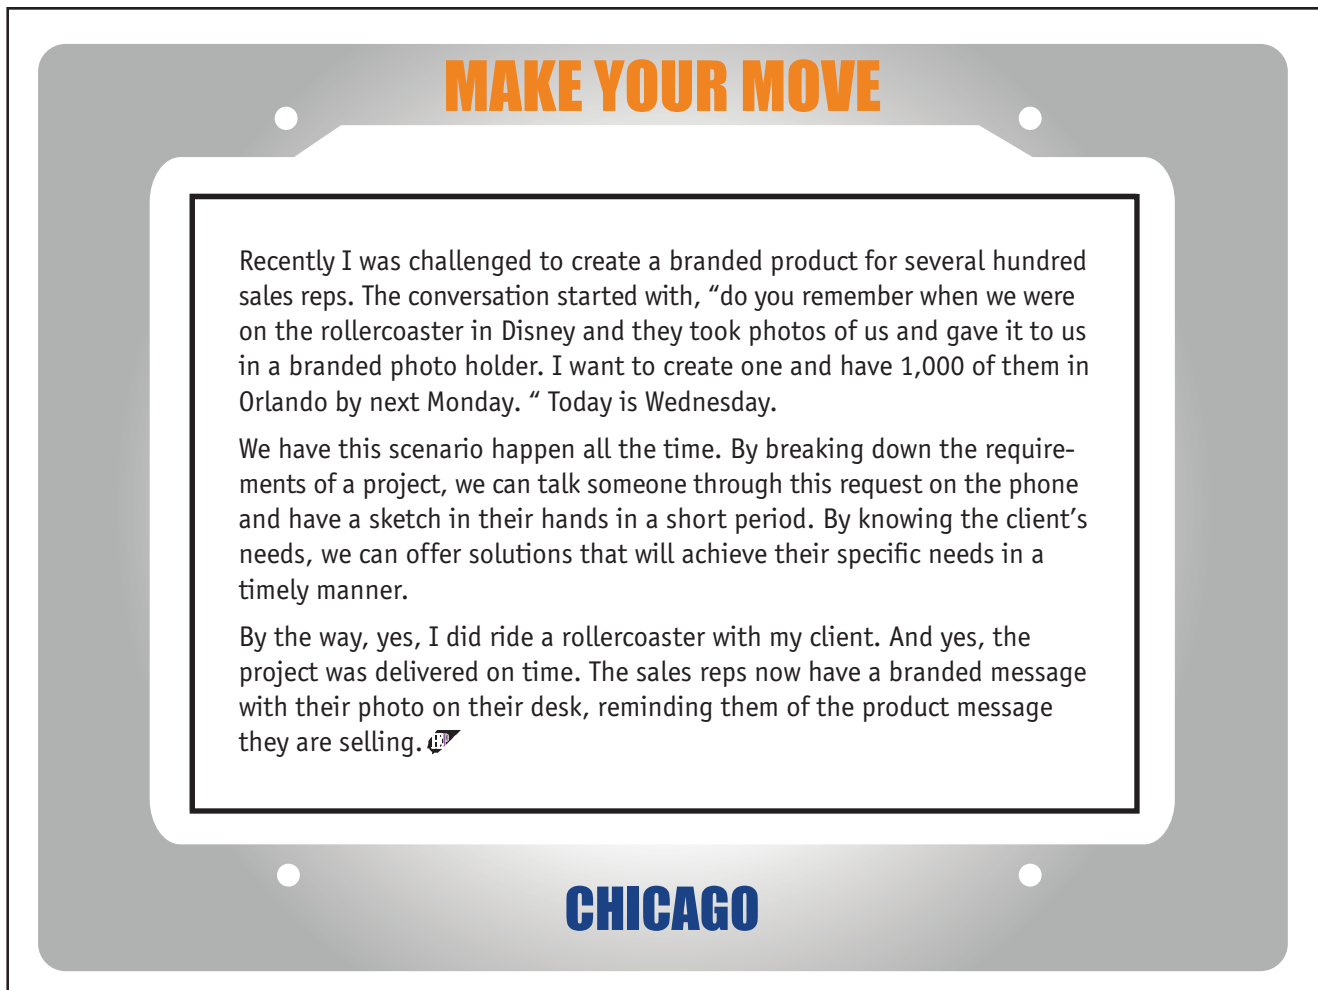 MAKE YOUR MOVE
Recently I was challenged to create a branded product for several hundred
sales reps. The conversation started with, “do you remember when we were
on the rollercoaster in Disney and they took photos of us and gave it to us
in a branded photo holder. I want to create one and have 1,000 of them in
Orlando by next Monday. “ Today is Wednesday.
We have this scenario happen all the time. By breaking down the require-
ments of a project, we can talk someone through this request on the phone
and have a sketch in their hands in a short period. By knowing the client’s
needs, we can offer solutions that will achieve their specific needs in a
timely manner.
By the way, yes, I did ride a rollercoaster with my client. And yes, the
project was delivered on time. The sales reps now have a branded message
with their photo on their desk, reminding them of the product message
they are selling.
CHICAGO